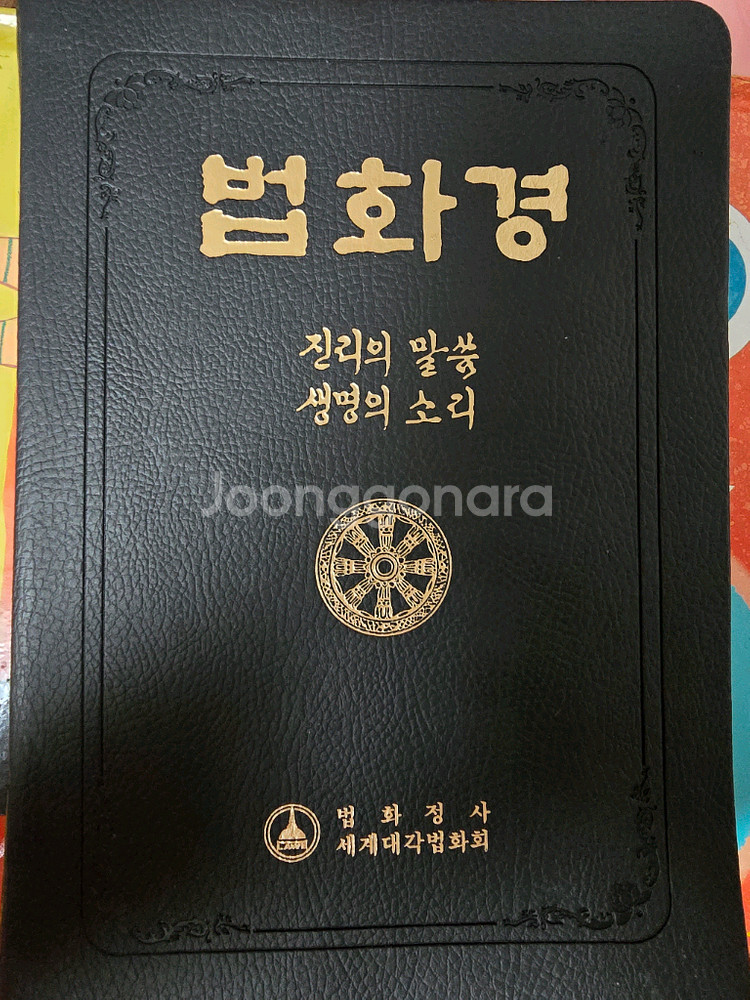 법화경
진리의 말씀
생명의 소리
Joonggonara
법화정사
세계대각법화회